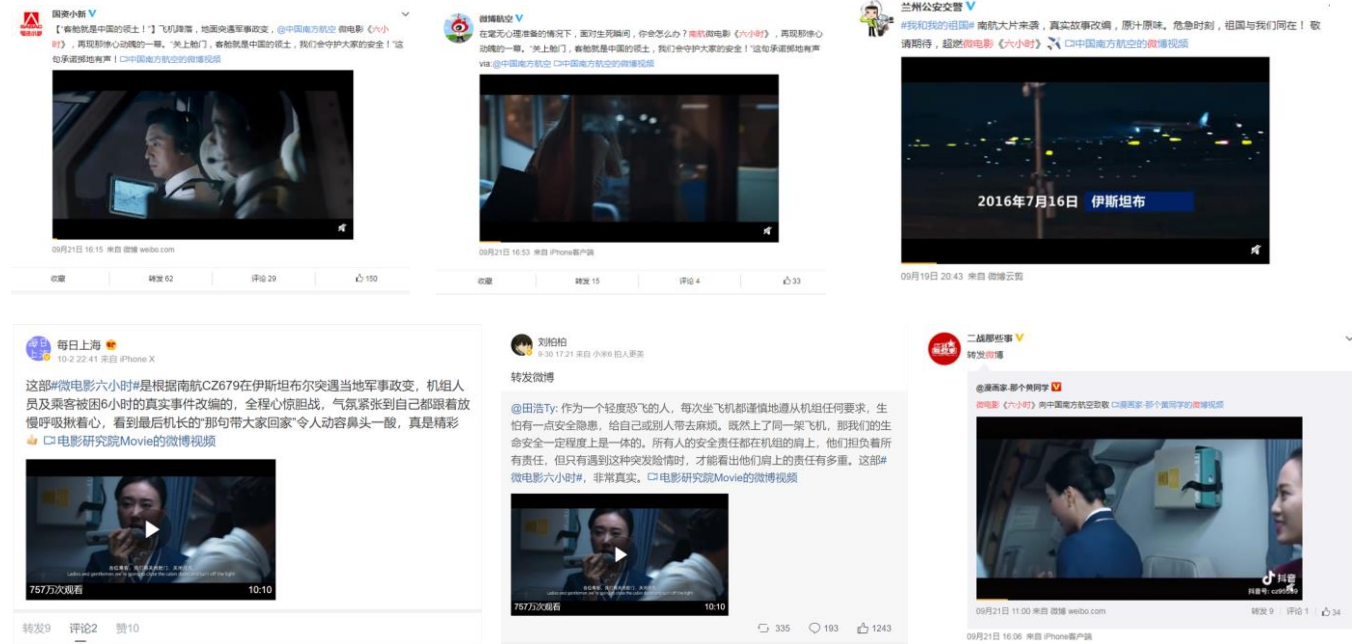 国资小新
【“客舱就是中国的领土！”】飞机降落，地面突遇军事政变，@中国南方航空 微电影《六小
时》，再现那惊心动魄的一幕。“关上舱门，客舱就是中国的领土，我们会守护大家的安全！”这
句承诺掷地有声！中国南方航空的微博视频
09月21日 16:15 来自 微博 weibo.com
收藏 转发 62 评论 29 150
微博航空
在毫无心理准备的情况下，面对生死瞬间，你会怎么办？南航微电影《六小时》，再现那惊心
动魄的一幕。“关上舱门，客舱就是中国的领土，我们会守护大家的安全！”这句承诺掷地有声
via:@中国南方航空 中国南方航空的微博视频
09月21日 16:53 来自 iPhone客户端
收藏 转发 15 评论 4 33
兰州公安交警
#我和我的祖国# 南航大片来袭，真实故事改编，原汁原味。危急时刻，祖国与我们同在！ 敬
请期待，超燃微电影《六小时》 中国南方航空的微博视频
2016年7月16日 伊斯坦布
09月19日 20:43 来自 微博云剪
每日上海
10-2 22:41 来自 iPhone X
这部#微电影六小时#是根据南航CZ679在伊斯坦布尔突遇当地军事政变，机组人
员及乘客被困6小时的真实事件改编的，全程心惊胆战，气氛紧张到自己都跟着放
慢呼吸揪着心，看到最后机长的“那句带大家回家”令人动容鼻头一酸，真是精彩
电影研究院Movie的微博视频
757万次观看 10:10
转发9 评论2 赞10
刘柏柏
9-30 17:21 来自 小米6 拍人更美
转发微博
@田浩Ty: 作为一个轻度恐飞的人，每次坐飞机都谨慎地遵从机组任何要求，生
怕有一点安全隐患，给自己或别人带去麻烦。既然上了同一架飞机，那我们的生
命安全一定程度上是一体的。所有人的安全责任都在机组的肩上，他们担负着所
有责任，但只有遇到这种突发险情时，才能看出他们肩上的责任有多重。这部#
微电影六小时#，非常真实。电影研究院Movie的微博视频
757万次观看 10:10
335 193 1243
二战那些事
转发微博
@漫画家-那个黄同学
微电影《六小时》向中国南方航空致敬 漫画家-那个黄同学的微博视频
抖音
09月21日 11:00 来自 微博 weibo.com 转发 9 评论 1 34
09月21日 16:06 来自 iPhone客户端